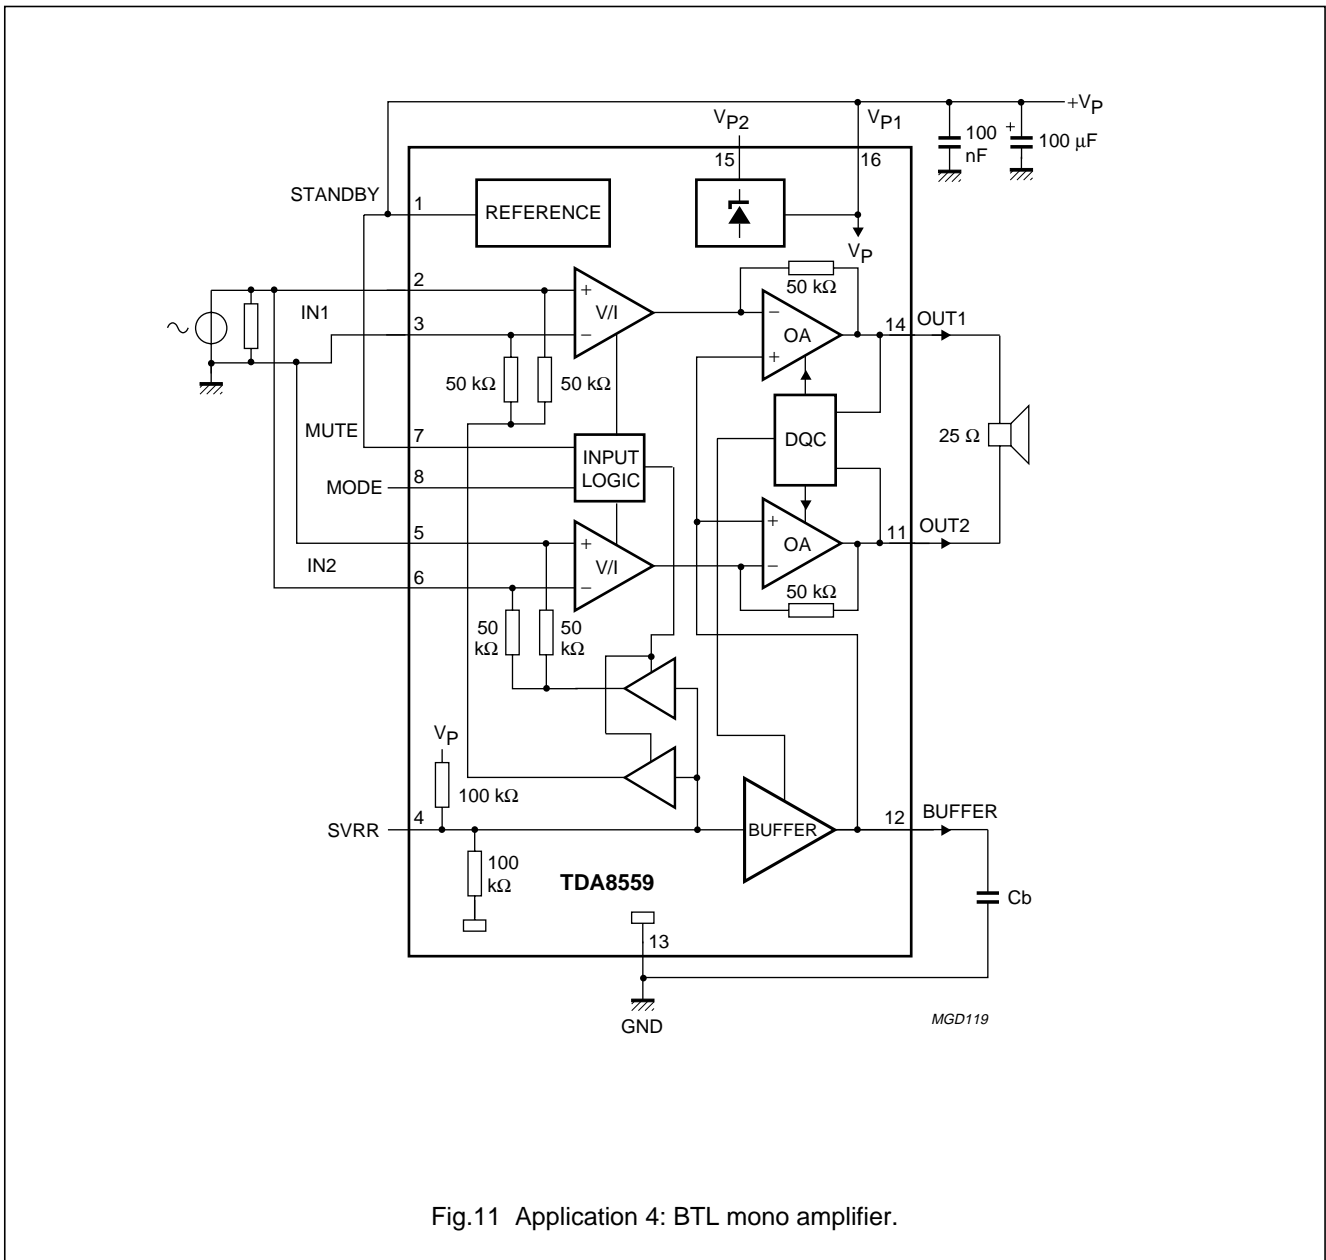 +VP
VP2
VP1
100
nF
+
100 µF
15
16
STANDBY
1
REFERENCE
VP
2
+
50 kΩ
IN1
V/I
−
14
OUT1
3
−
OA
+
50 kΩ
50 kΩ
MUTE
7
INPUT
LOGIC
DQC
25 Ω
MODE
8
5
+
+
11
OUT2
IN2
V/I
OA
6
−
−
50 kΩ
50
kΩ
50
kΩ
VP
100 kΩ
SVRR
4
BUFFER
12
BUFFER
100
kΩ
TDA8559
Cb
13
GND
MGD119
Fig.11 Application 4: BTL mono amplifier.